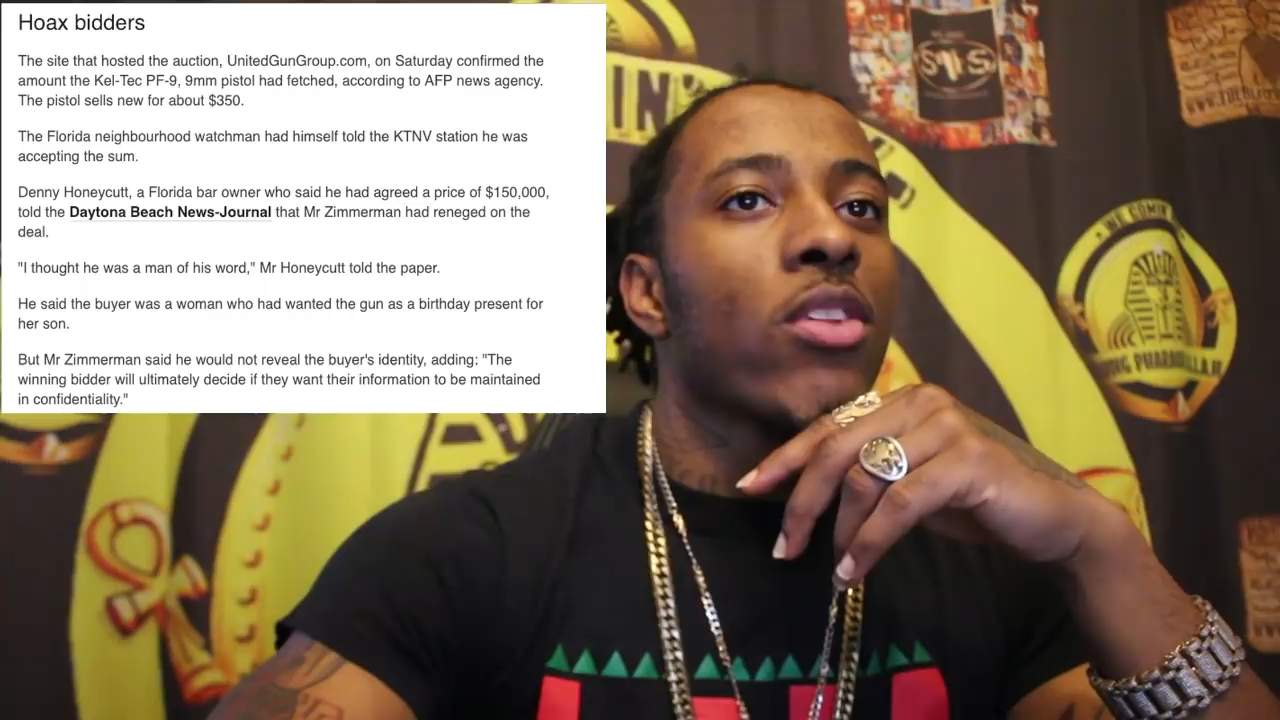 Hoax bidders
The site that hosted the auction, UnitedGunGroup.com, on Saturday confirmed the
amount the Kel-Tec PF-9, 9mm pistol had fetched, according to AFP news agency.
The pistol sells new for about $350.
The Florida neighbourhood watchman had himself told the KTNV station he was
accepting the sum.
Denny Honeycutt, a Florida bar owner who said he had agreed a price of $150,000,
told the Daytona Beach News-Journal that Mr Zimmerman had reneged on the
deal.
"I thought he was a man of his word," Mr Honeycutt told the paper.
He said the buyer was a woman who had wanted the gun as a birthday present for
her son.
But Mr Zimmerman said he would not reveal the buyer's identity, adding: "The
winning bidder will ultimately decide if they want their information to be maintained
in confidentiality."
WE COMIN